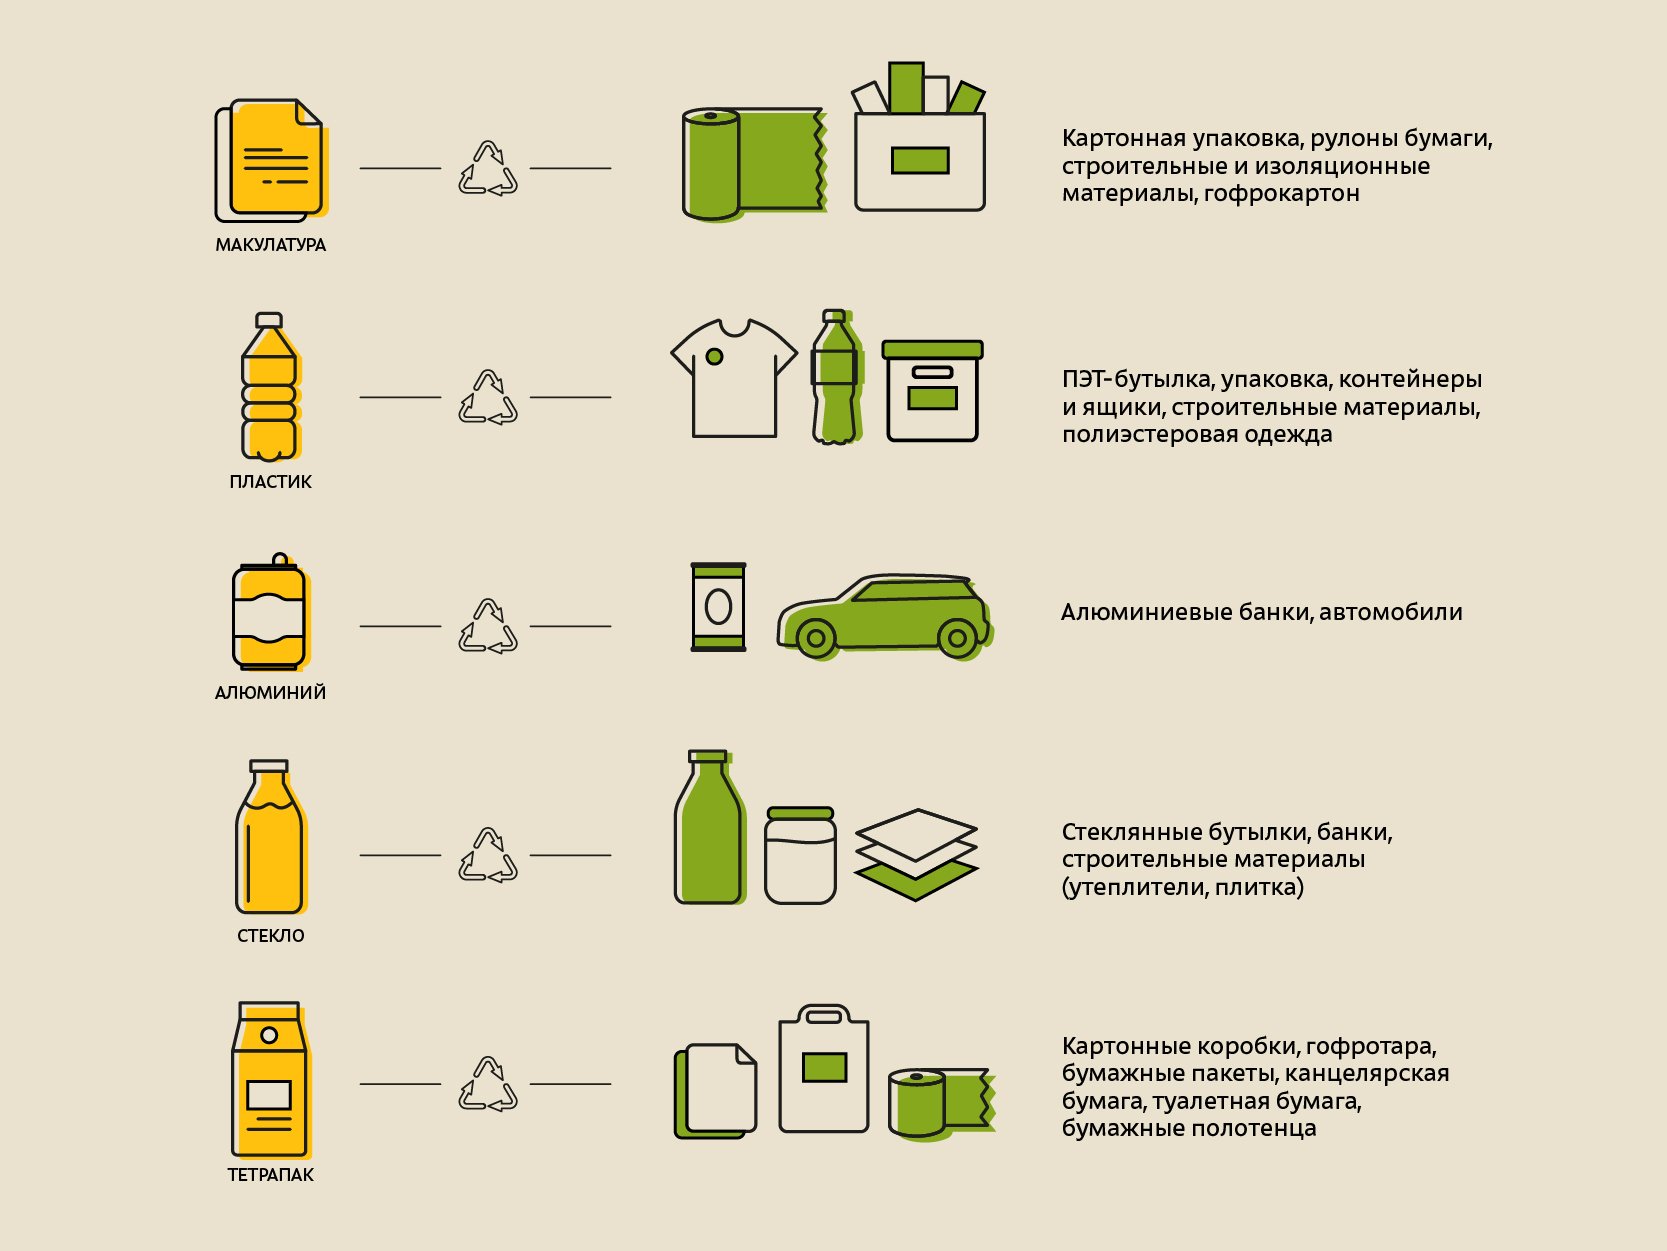 МАКУЛАТУРА
Картонная упаковка, рулоны бумаги,
строительные и изоляционные
материалы, гофрокартон
ПЛАСТИК
ПЭТ-бутылка, упаковка, контейнеры
и ящики, строительные материалы,
полиэстеровая одежда
АЛЮМИНИЙ
Алюминиевые банки, автомобили
СТЕКЛО
Стеклянные бутылки, банки,
строительные материалы
(утеплители, плитка)
ТЕТРАПАК
Картонные коробки, гофротара,
бумажные пакеты, канцелярская
бумага, туалетная бумага,
бумажные полотенца